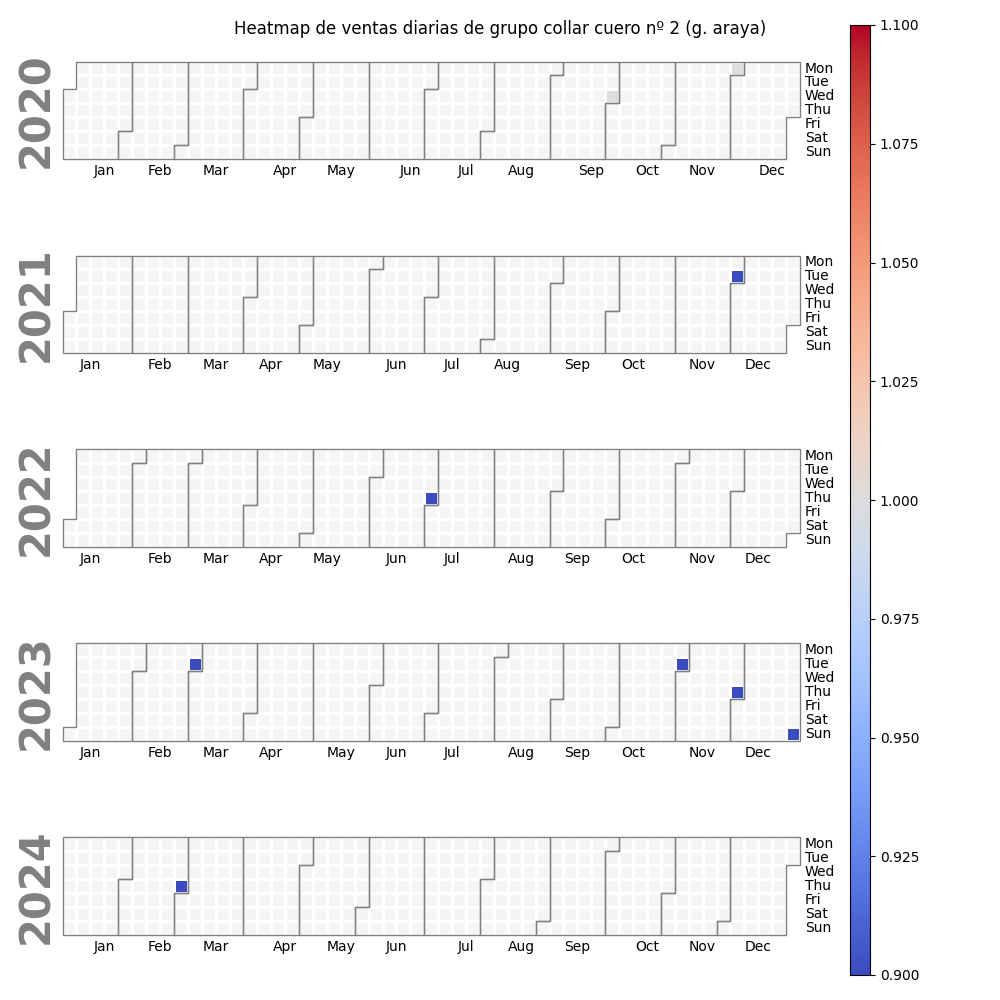 Heatmap de ventas diarias de grupo collar cuero nº 2 (g. araya)
2020
Mon
Tue
Wed
Thu
Fri
Sat
Sun
Jan Feb Mar Apr May Jun Jul Aug Sep Oct Nov Dec
2021
Mon
Tue
Wed
Thu
Fri
Sat
Sun
Jan Feb Mar Apr May Jun Jul Aug Sep Oct Nov Dec
2022
Mon
Tue
Wed
Thu
Fri
Sat
Sun
Jan Feb Mar Apr May Jun Jul Aug Sep Oct Nov Dec
2023
Mon
Tue
Wed
Thu
Fri
Sat
Sun
Jan Feb Mar Apr May Jun Jul Aug Sep Oct Nov Dec
2024
Mon
Tue
Wed
Thu
Fri
Sat
Sun
Jan Feb Mar Apr May Jun Jul Aug Sep Oct Nov Dec
1.100
1.075
1.050
1.025
1.000
0.975
0.950
0.925
0.900